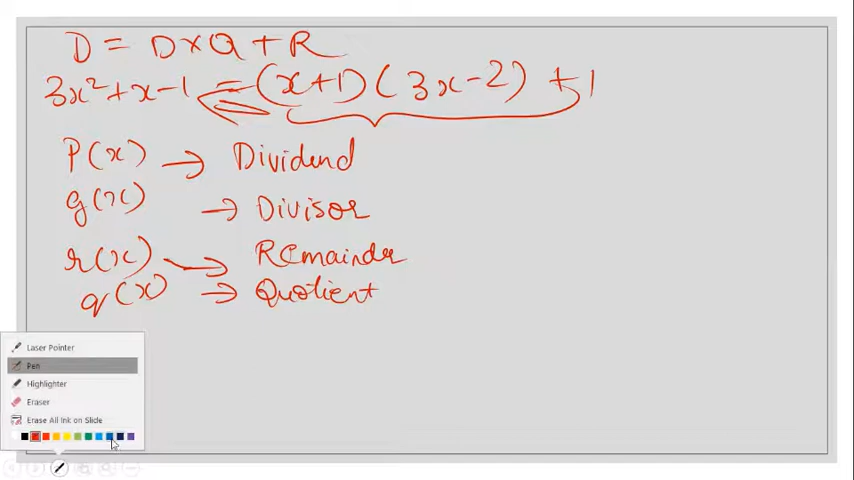 D = D×Q + R
3x²+x-1 = (x+1)(3x-2) + 1
P(x) → Dividend
g(x) → Divisor
r(x) → Remainder
q(x) → Quotient
Laser Pointer
Pen
Highlighter
Eraser
Erase All Ink on Slide